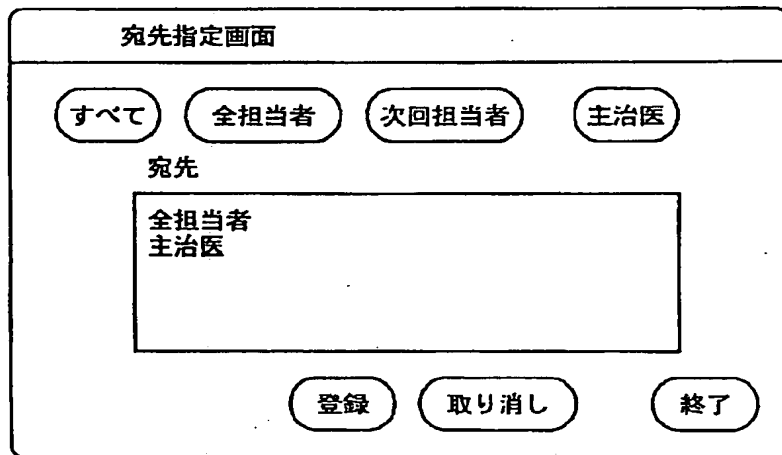 宛先指定画面
すべて 全担当者 次回担当者 主治医
宛先
全担当者
主治医
登録 取り消し 終了